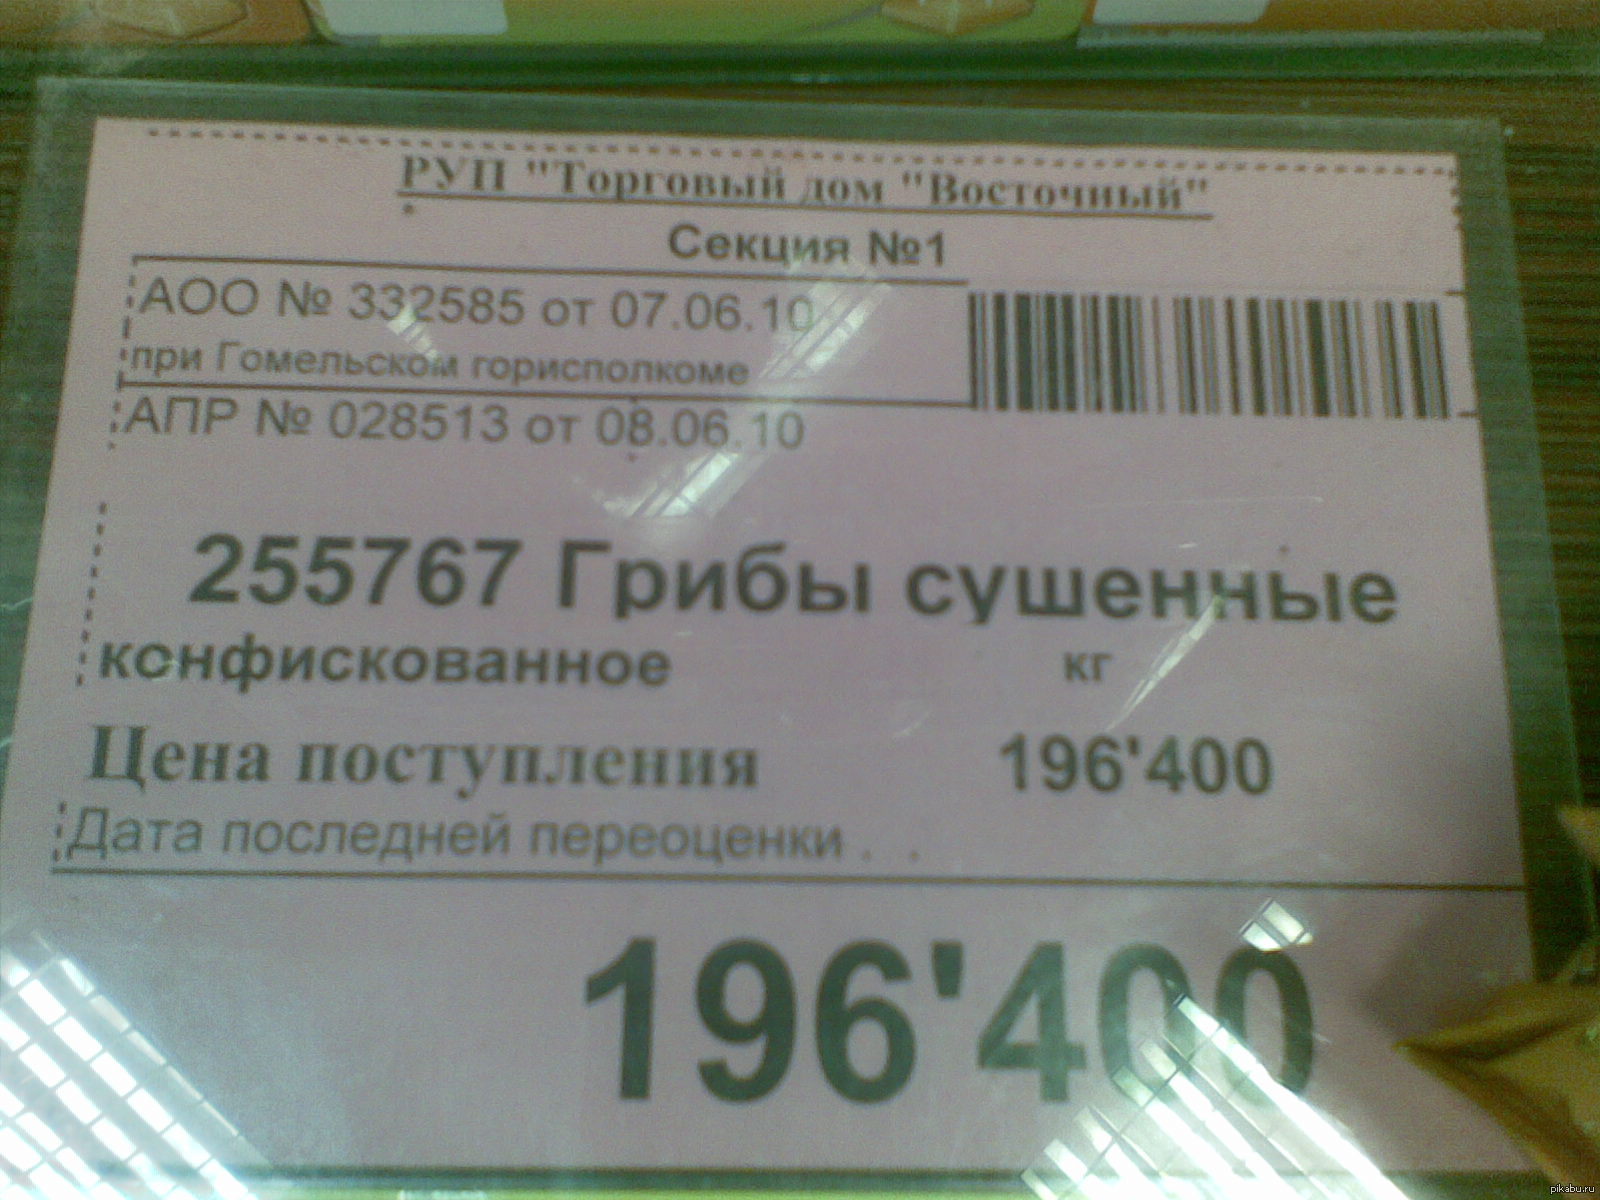 РУП "Торговый дом "Восточный"
Секция №1
АОО № 332585 от 07.06.10
при Гомельском горисполкоме
АПР № 028513 от 08.06.10
255767 Грибы сушенные
конфискованное кг
Цена поступления 196'400
Дата последней переоценки . .
196'400
pikabu.ru